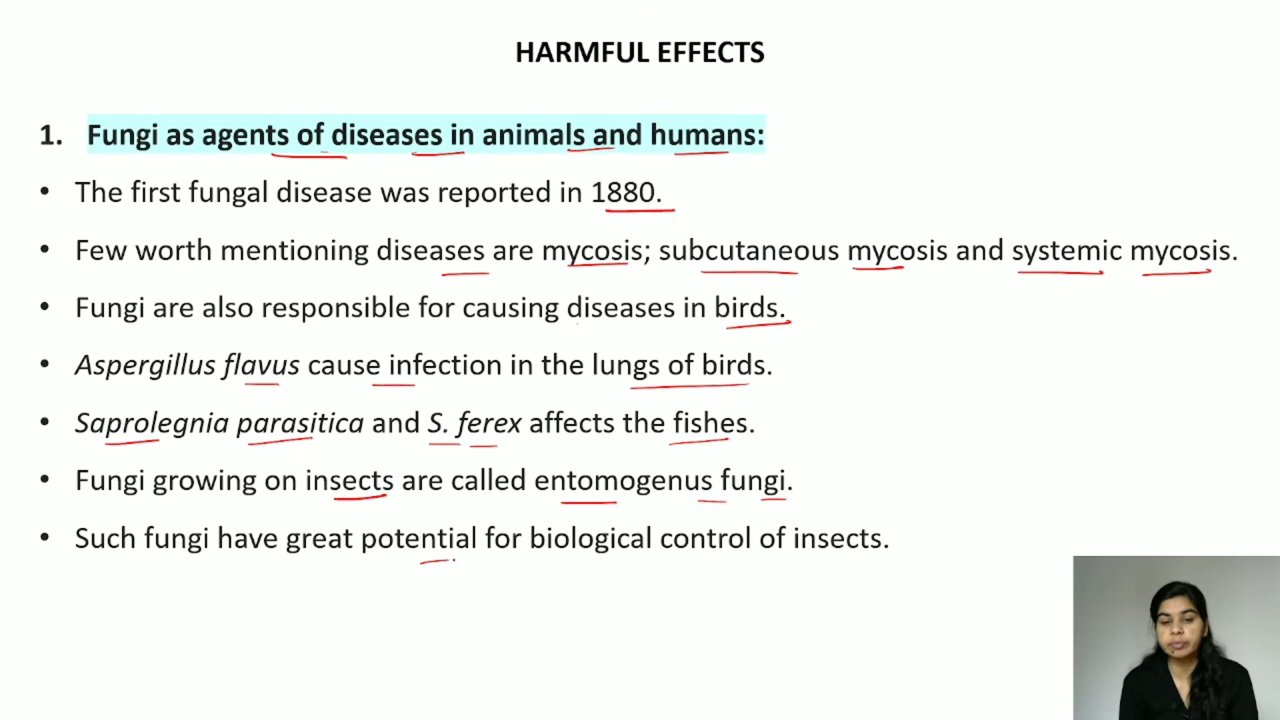 HARMFUL EFFECTS
1. Fungi as agents of diseases in animals and humans:
• The first fungal disease was reported in 1880.
• Few worth mentioning diseases are mycosis; subcutaneous mycosis and systemic mycosis.
• Fungi are also responsible for causing diseases in birds.
• Aspergillus flavus cause infection in the lungs of birds.
• Saprolegnia parasitica and S. ferex affects the fishes.
• Fungi growing on insects are called entomogenus fungi.
• Such fungi have great potential for biological control of insects.